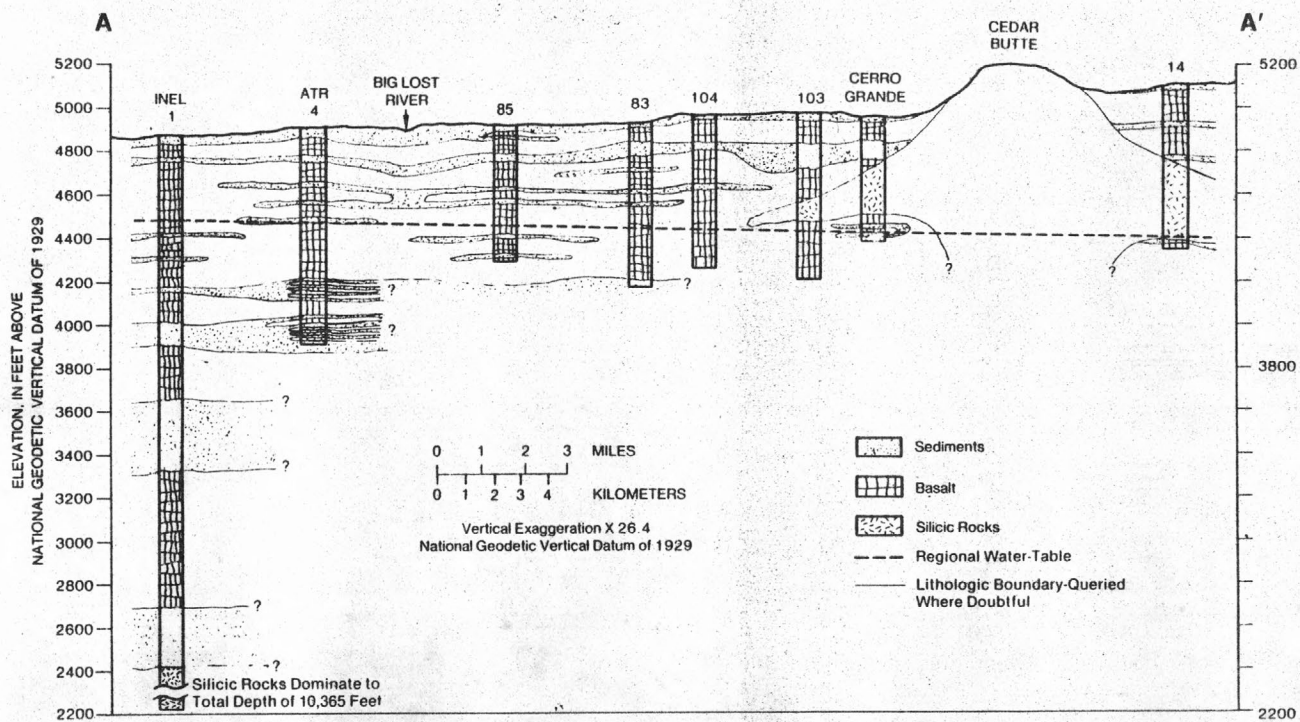 A
A'
CEDAR
BUTTE
5200
5000
4800
4600
4400
4200
4000
3800
3600
3400
3200
3000
2800
2600
2400
2200
ELEVATION, IN FEET ABOVE
NATIONAL GEODETIC VERTICAL DATUM OF 1929
INEL
1
ATR
4
BIG LOST
RIVER
85
83
104
103
CERRO
GRANDE
14
5200
3800
2200
?
?
?
?
?
?
?
?
?
0 1 2 3 MILES
0 1 2 3 4 KILOMETERS
Vertical Exaggeration X 26.4
National Geodetic Vertical Datum of 1929
Sediments
Basalt
Silicic Rocks
Regional Water-Table
Lithologic Boundary-Queried
Where Doubtful
Silicic Rocks Dominate to
Total Depth of 10,365 Feet